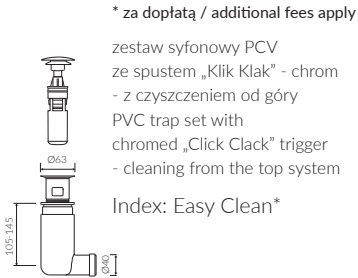 * za dopłatą / additional fees apply
zestaw syfonowy PCV
ze spustem „Klik Klak” - chrom
- z czyszczeniem od góry
PVC trap set with
chromed „Click Clack” trigger
- cleaning from the top system
Index: Easy Clean*
Ø63
105-145
Ø40